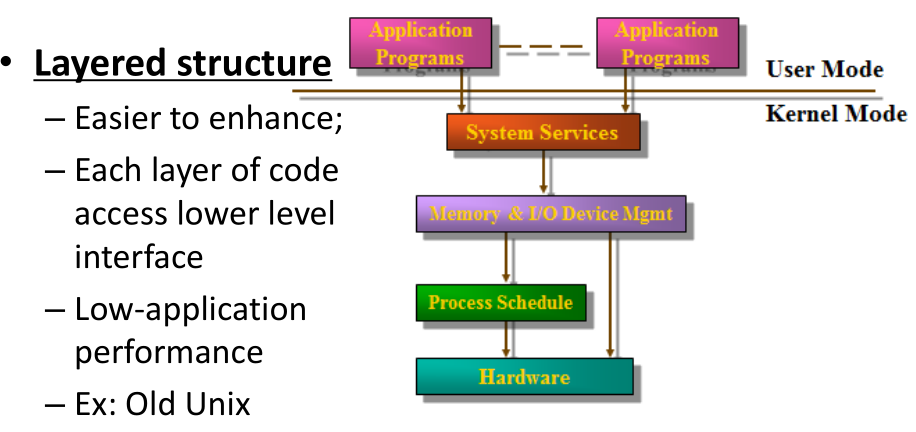 • Layered structure
– Easier to enhance;
– Each layer of code
access lower level
interface
– Low-application
performance
– Ex: Old Unix
Application
Programs
Application
Programs
User Mode
Kernel Mode
System Services
Memory & I/O Device Mgmt
Process Schedule
Hardware